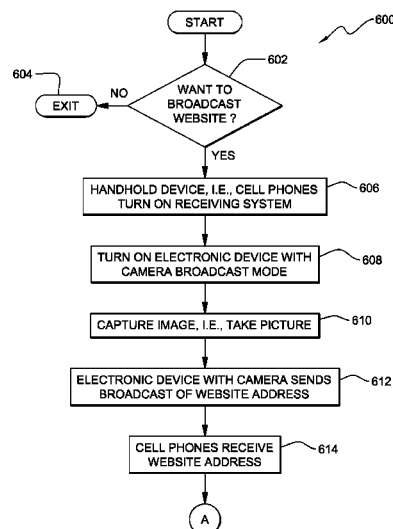 START
600
602
604
WANT TO
BROADCAST
WEBSITE ?
NO
EXIT
YES
HANDHOLD DEVICE, I.E., CELL PHONES
TURN ON RECEIVING SYSTEM
606
TURN ON ELECTRONIC DEVICE WITH
CAMERA BROADCAST MODE
608
CAPTURE IMAGE, I.E., TAKE PICTURE
610
ELECTRONIC DEVICE WITH CAMERA SENDS
BROADCAST OF WEBSITE ADDRESS
612
CELL PHONES RECEIVE
WEBSITE ADDRESS
614
A